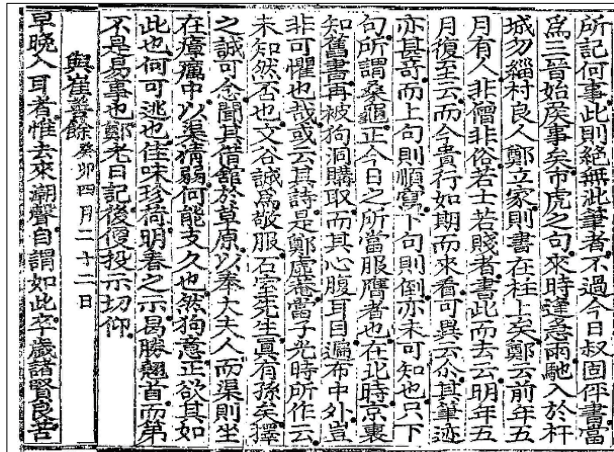 所記何事此則絶無此筆者不過今日叔固伴書當
爲三晉始矦事矣市虎之句來時逢急雨馳入於杆
城勿緇村良人鄭立家則書在柱上矣鄭云前年五
月有人非僧非俗若士若賤者書此而去云明年五
月復至云而今貴行如期而來看可異云尒其筆迹
亦甚奇而上句則順寫下句則倒亦未可知也只下
句所謂桑龜正今日之所當服膺者也在此時京裏
知舊書再被狗洞購取而其心腹耳目遍布中外豈
非可懼也哉或云其詩是鄭虛菴當子光時所作云
未知然否也文谷誠爲敬服石室先生眞有孫矣擇
之誠可念聞其借舘於草原以奉大夫人而渠則坐
在瘴癘中以渠淸弱何能支久也然狗意正欲其如
此也何可逃也佳味珍荷明春之示曷勝翹首而第
不是易事也鄭老日記後便投示切仰
與崔善餘 癸卯四月二十二日
早晩入耳者惟去來潮聲自謂如此卒歲諸賢良苦